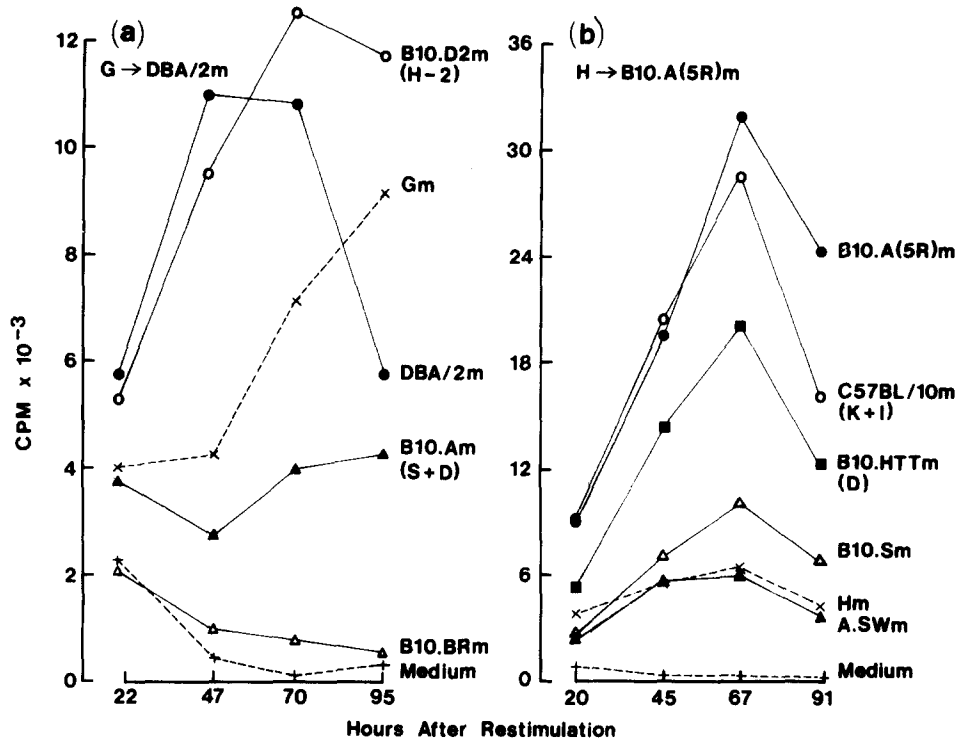 (a)
G → DBA/2m
12
10
8
6
4
2
0
CPM x 10⁻³
B10.D2m
(H-2)
Gm
DBA/2m
B10.Am
(S+D)
B10.BRm
Medium
22 47 70 95
(b)
H → B10.A(5R)m
36
30
24
18
12
6
0
B10.A(5R)m
C57BL/10m
(K+I)
B10.HTTm
(D)
B10.Sm
Hm
A.SWm
Medium
20 45 67 91
Hours After Restimulation